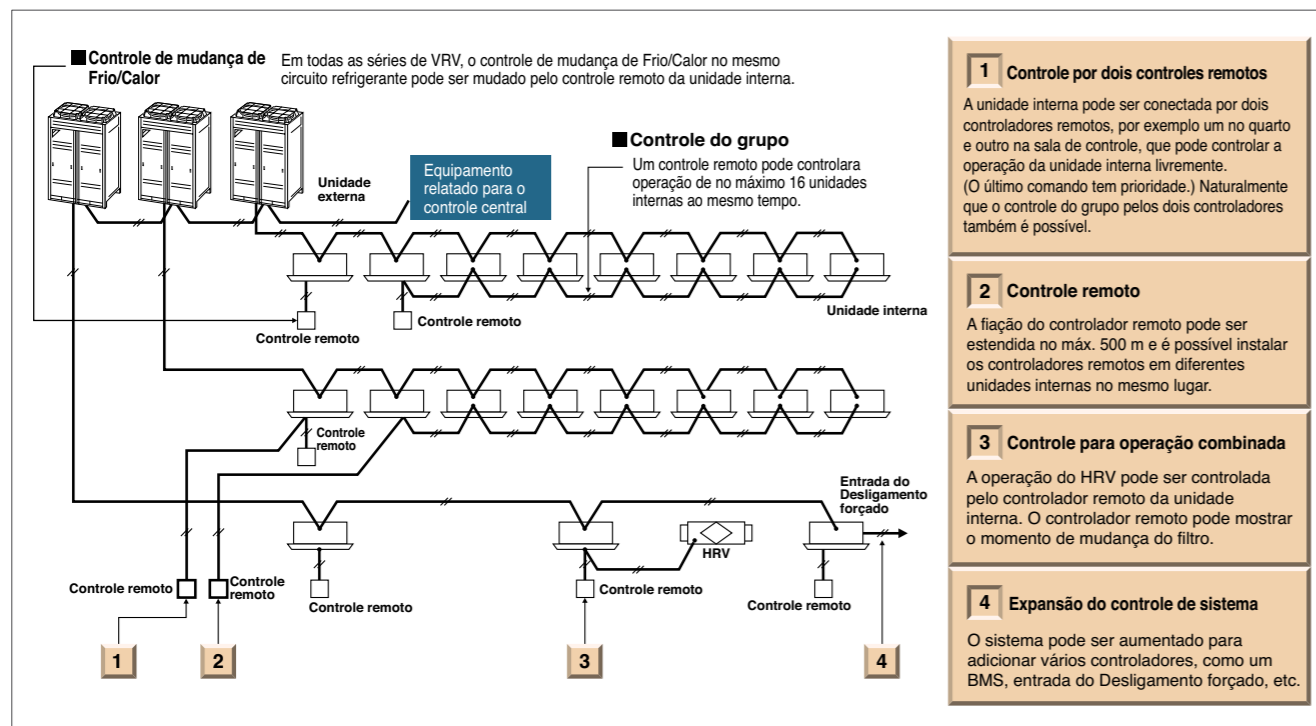 ■ Controle de mudança de
Frio/Calor
Em todas as séries de VRV, o controle de mudança de Frio/Calor no mesmo
circuito refrigerante pode ser mudado pelo controle remoto da unidade interna.
Unidade
externa
Equipamento
relatado para o
controle central
■ Controle do grupo
Um controle remoto pode controlara
operação de no máximo 16 unidades
internas ao mesmo tempo.
Controle remoto
Controle remoto
Unidade interna
Controle
remoto
Entrada do
Desligamento
forçado
HRV
Controle remoto
Controle
remoto
Controle remoto
Controle remoto
Controle remoto
1
2
3
4
1 Controle por dois controles remotos
A unidade interna pode ser conectada por dois
controladores remotos, por exemplo um no quarto
e outro na sala de controle, que pode controlar a
operação da unidade interna livremente.
(O último comando tem prioridade.) Naturalmente
que o controle do grupo pelos dois controladores
também é possível.
2 Controle remoto
A fiação do controlador remoto pode ser
estendida no máx. 500 m e é possível instalar
os controladores remotos em diferentes
unidades internas no mesmo lugar.
3 Controle para operação combinada
A operação do HRV pode ser controlada
pelo controlador remoto da unidade
interna. O controlador remoto pode mostrar
o momento de mudança do filtro.
4 Expansão do controle de sistema
O sistema pode ser aumentado para
adicionar vários controladores, como um
BMS, entrada do Desligamento forçado, etc.